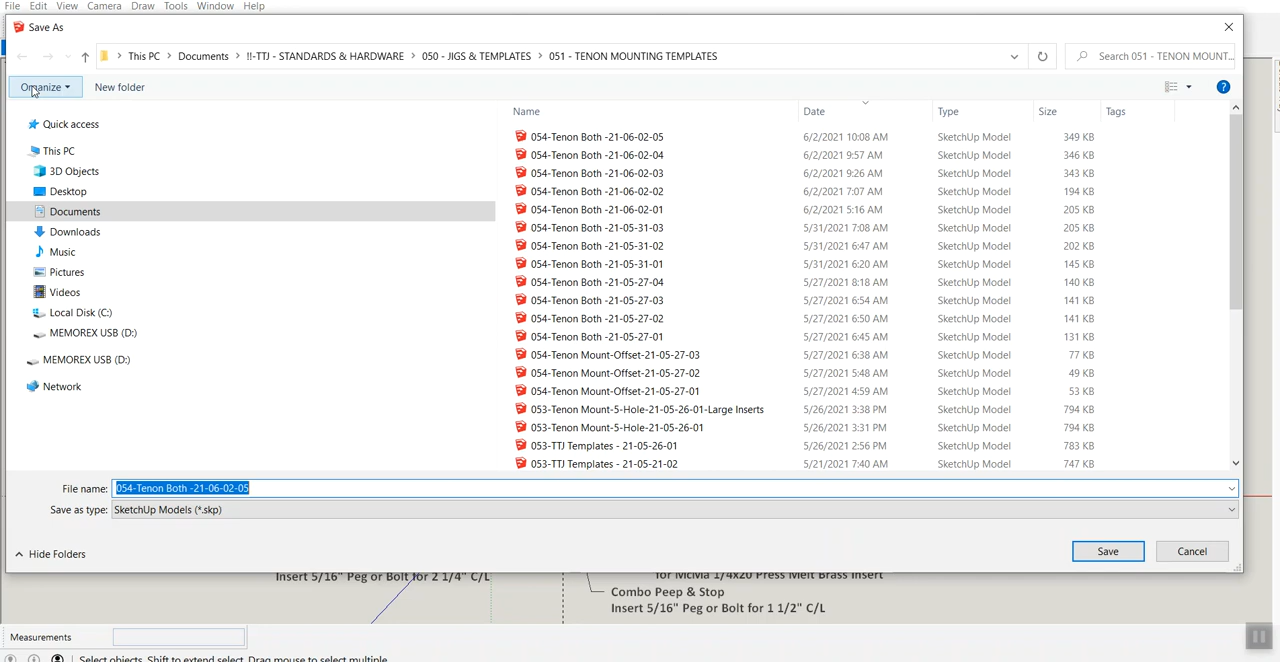 File Edit View Camera Draw Tools Window Help
Save As
This PC > Documents > !!-TTJ - STANDARDS & HARDWARE > 050 - JIGS & TEMPLATES > 051 - TENON MOUNTING TEMPLATES
Search 051 - TENON MOUNT...
Organize New folder
Name Date Type Size Tags
Quick access
This PC
3D Objects
Desktop
Documents
Downloads
Music
Pictures
Videos
Local Disk (C:)
MEMOREX USB (D:)
MEMOREX USB (D:)
Network
054-Tenon Both -21-06-02-05 6/2/2021 10:08 AM SketchUp Model 349 KB
054-Tenon Both -21-06-02-04 6/2/2021 9:57 AM SketchUp Model 346 KB
054-Tenon Both -21-06-02-03 6/2/2021 9:26 AM SketchUp Model 343 KB
054-Tenon Both -21-06-02-02 6/2/2021 7:07 AM SketchUp Model 194 KB
054-Tenon Both -21-06-02-01 6/2/2021 5:16 AM SketchUp Model 205 KB
054-Tenon Both -21-05-31-03 5/31/2021 7:08 AM SketchUp Model 205 KB
054-Tenon Both -21-05-31-02 5/31/2021 6:47 AM SketchUp Model 202 KB
054-Tenon Both -21-05-31-01 5/31/2021 6:20 AM SketchUp Model 145 KB
054-Tenon Both -21-05-27-04 5/27/2021 8:18 AM SketchUp Model 140 KB
054-Tenon Both -21-05-27-03 5/27/2021 6:54 AM SketchUp Model 141 KB
054-Tenon Both -21-05-27-02 5/27/2021 6:50 AM SketchUp Model 141 KB
054-Tenon Both -21-05-27-01 5/27/2021 6:45 AM SketchUp Model 131 KB
054-Tenon Mount-Offset-21-05-27-03 5/27/2021 6:38 AM SketchUp Model 77 KB
054-Tenon Mount-Offset-21-05-27-02 5/27/2021 5:48 AM SketchUp Model 49 KB
054-Tenon Mount-Offset-21-05-27-01 5/27/2021 4:59 AM SketchUp Model 53 KB
053-Tenon Mount-5-Hole-21-05-26-01-Large Inserts 5/26/2021 3:38 PM SketchUp Model 794 KB
053-Tenon Mount-5-Hole-21-05-26-01 5/26/2021 3:31 PM SketchUp Model 794 KB
053-TTJ Templates - 21-05-26-01 5/26/2021 2:56 PM SketchUp Model 783 KB
053-TTJ Templates - 21-05-21-02 5/21/2021 7:40 AM SketchUp Model 747 KB
File name: 054-Tenon Both -21-06-02-05
Save as type: SketchUp Models (*.skp)
Hide Folders
Save Cancel
Insert 5/16" Peg or Bolt for 2 1/4" C/L
for McMa 1/4x20 Press Melt Brass Insert
Combo Peep & Stop
Insert 5/16" Peg or Bolt for 1 1/2" C/L
Measurements
Select objects. Shift to extend select. Drag mouse to select multiple.